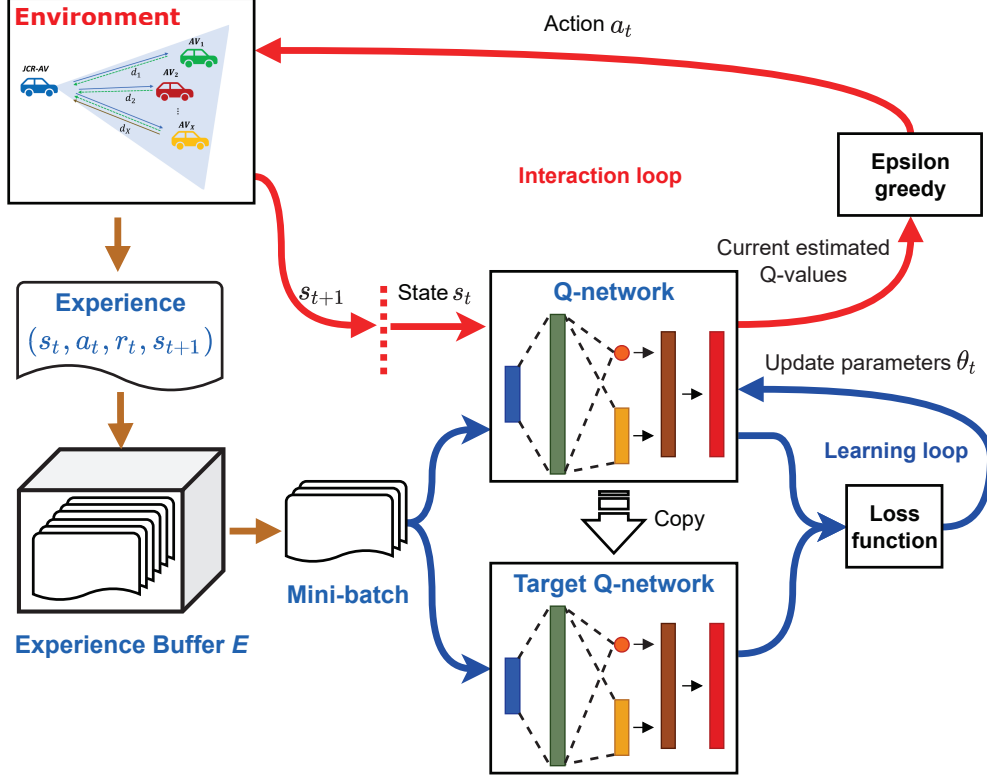 Environment
JCR-AV
AV₁
d₁
AV₂
d₂
⋮
AV_X
d_X
Action a_t
Interaction loop
Epsilon
greedy
Current estimated
Q-values
s_{t+1}
State s_t
Experience
(s_t, a_t, r_t, s_{t+1})
Q-network
Update parameters θ_t
Learning loop
Loss
function
Copy
Mini-batch
Target Q-network
Experience Buffer E